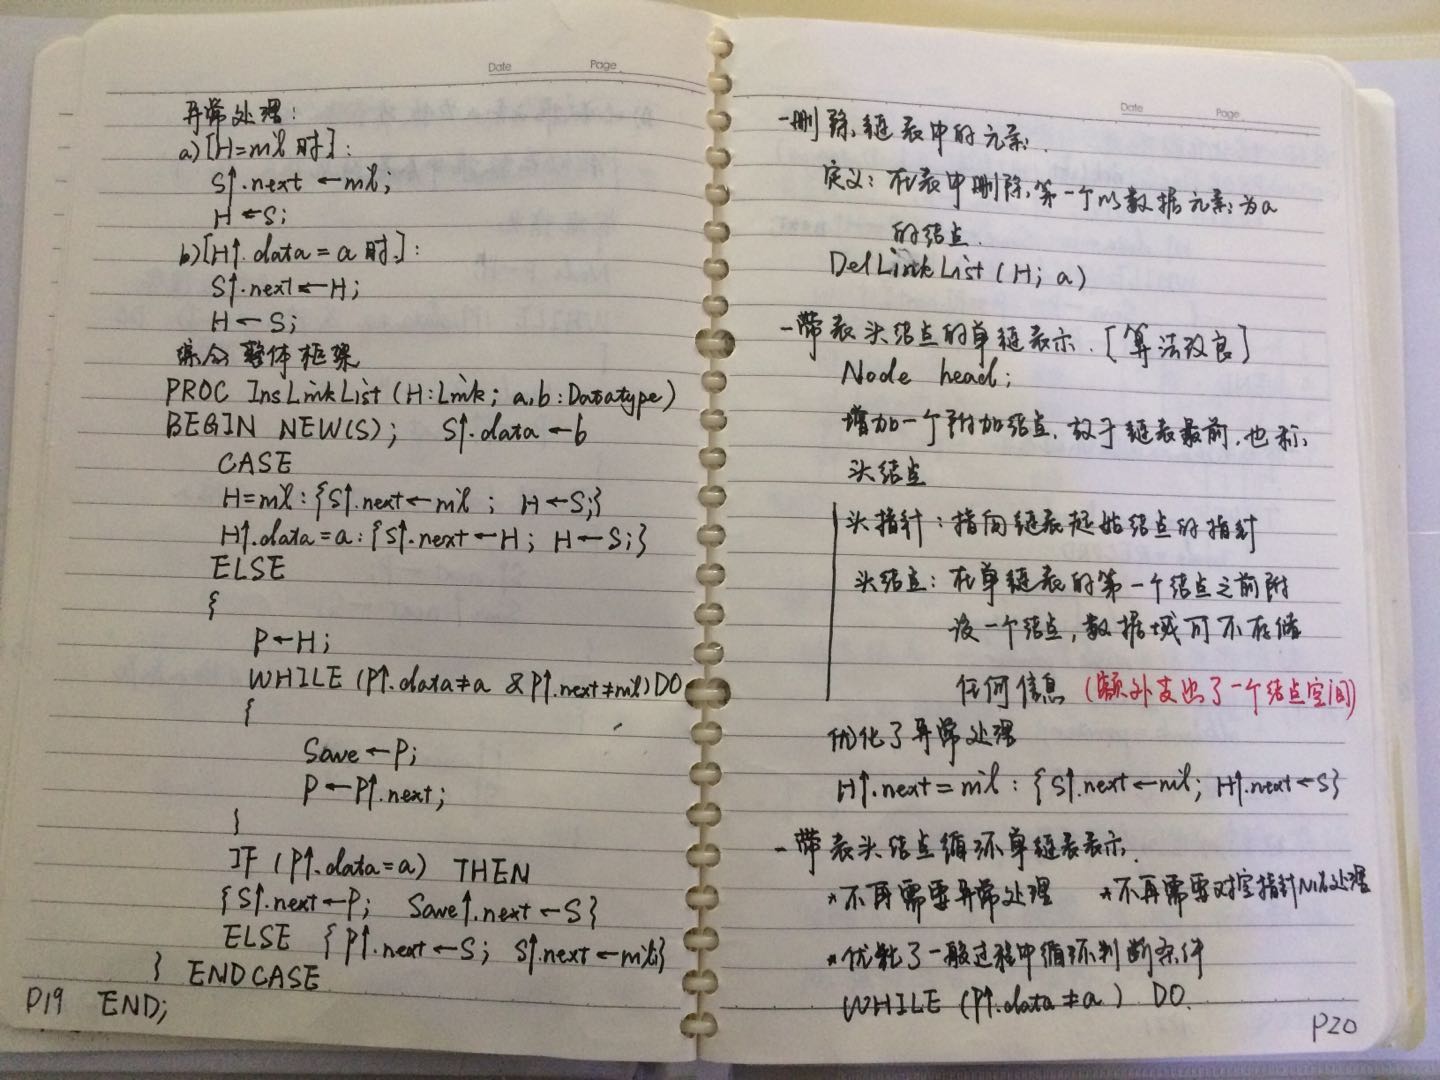 Date Page
异常处理:
a)[H=nil时]:
S↑.next←nil;
H←S;
b)[H↑.data=a时]:
S↑.next←H;
H←S;
综合整体框架
PROC InsLinkList(H:Link; a,b:Datatype)
BEGIN NEW(S); S↑.data←b
CASE
H=nil:{S↑.next←nil; H←S;}
H↑.data=a:{S↑.next←H; H←S;}
ELSE
{
P←H;
WHILE(P↑.data≠a & P↑.next≠nil)DO
{
Save←P;
P←P↑.next;
}
IF(P↑.data=a) THEN
{S↑.next←P; Save↑.next←S}
ELSE {P↑.next←S; S↑.next←nil;}
} ENDCASE
P19 END;
Date Page
-删除链表中的元素.
定义:在表中删除第一个以数据元素为a
的结点.
DelLinkList(H; a)
-带表头结点的单链表示.[算法改良]
Node head;
增加一个附加结点,放于链表最前,也称
头结点
头指针:指向链表起始结点的指针
头结点:在单链表的第一个结点之前附
设一个结点,数据域可不存储
任何信息(额外支出了一个结点空间)
优化了异常处理
H↑.next=nil:{S↑.next←nil; H↑.next←S}
-带表头结点循环单链表表示.
*不再需要异常处理 *不再需要对空指针Nil处理
*优化了一般过程中循环判断条件
WHILE(P↑.data≠a) DO.
P20